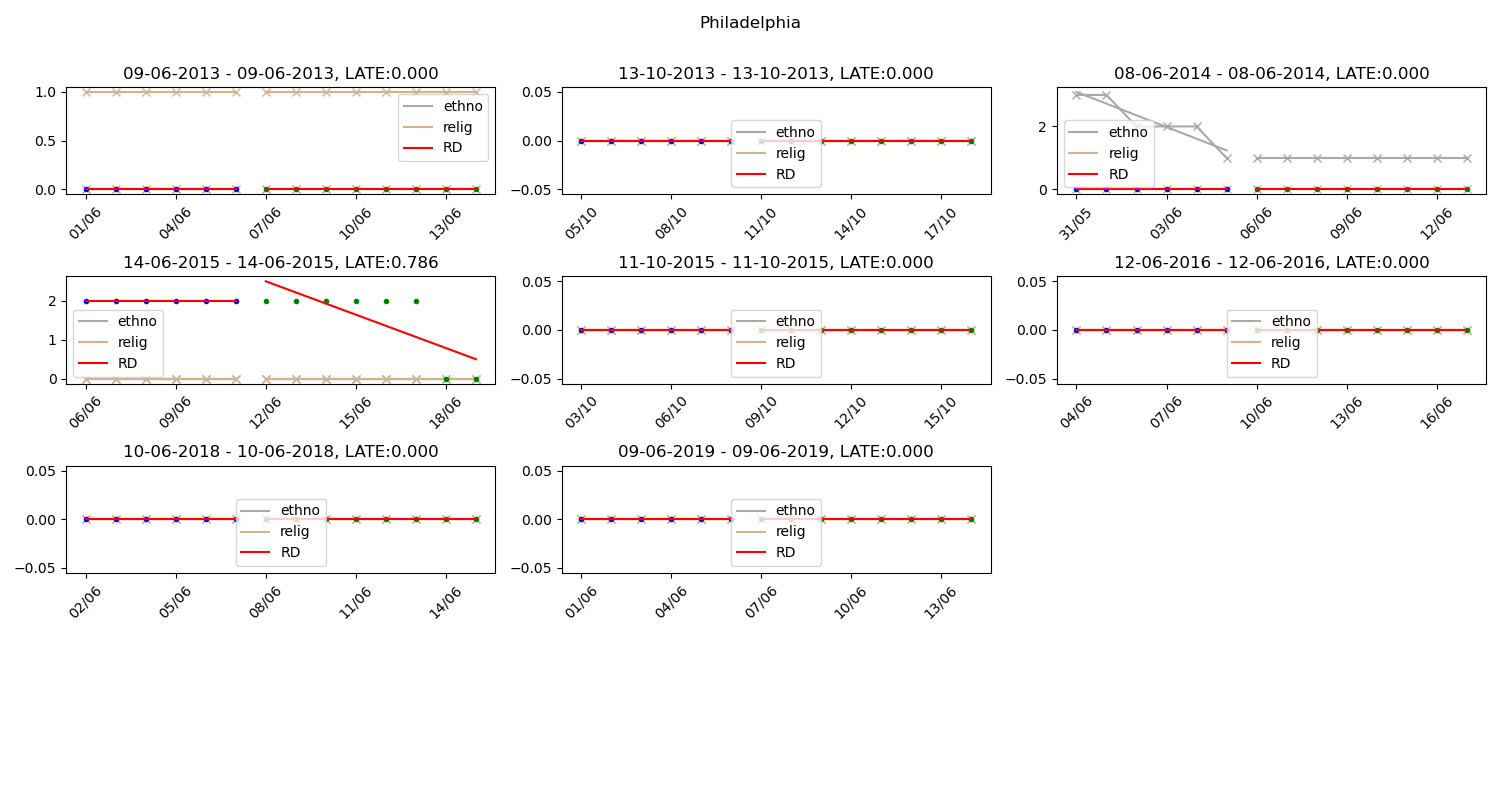 Philadelphia
09-06-2013 - 09-06-2013, LATE:0.000
1.0
0.5
0.0
ethno
relig
RD
01/06
04/06
07/06
10/06
13/06
13-10-2013 - 13-10-2013, LATE:0.000
0.05
0.00
−0.05
ethno
relig
RD
05/10
08/10
11/10
14/10
17/10
08-06-2014 - 08-06-2014, LATE:0.000
2
0
ethno
relig
RD
31/05
03/06
06/06
09/06
12/06
14-06-2015 - 14-06-2015, LATE:0.786
2
1
0
ethno
relig
RD
06/06
09/06
12/06
15/06
18/06
11-10-2015 - 11-10-2015, LATE:0.000
0.05
0.00
−0.05
ethno
relig
RD
03/10
06/10
09/10
12/10
15/10
12-06-2016 - 12-06-2016, LATE:0.000
0.05
0.00
−0.05
ethno
relig
RD
04/06
07/06
10/06
13/06
16/06
10-06-2018 - 10-06-2018, LATE:0.000
0.05
0.00
−0.05
ethno
relig
RD
02/06
05/06
08/06
11/06
14/06
09-06-2019 - 09-06-2019, LATE:0.000
0.05
0.00
−0.05
ethno
relig
RD
01/06
04/06
07/06
10/06
13/06